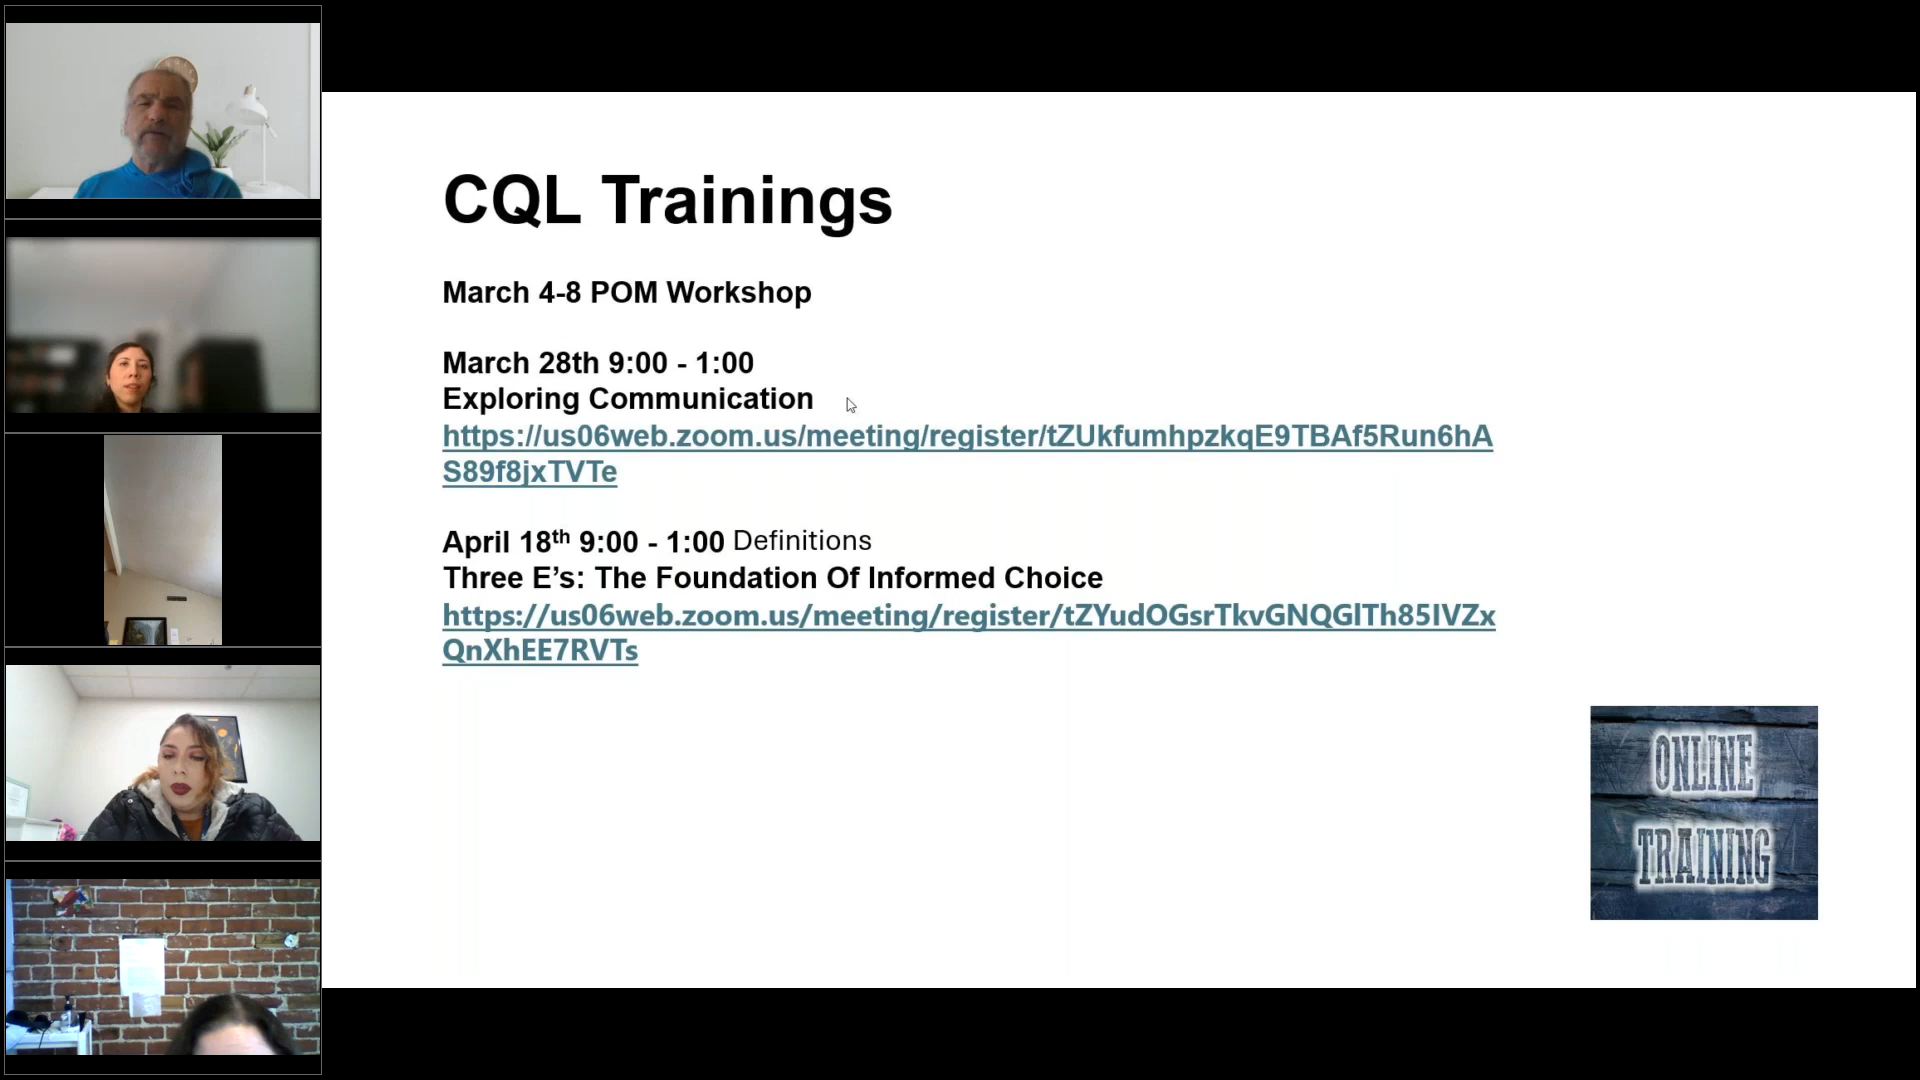 CQL Trainings
March 4-8 POM Workshop
March 28th 9:00 - 1:00
Exploring Communication
https://us06web.zoom.us/meeting/register/tZUkfumhpzkqE9TBAf5Run6hA
S89f8jxTVTe
April 18th 9:00 - 1:00 Definitions
Three E’s: The Foundation Of Informed Choice
https://us06web.zoom.us/meeting/register/tZYudOGsrTkvGNQGlTh85IVZx
QnXhEE7RVTs
ONLINE
TRAINING